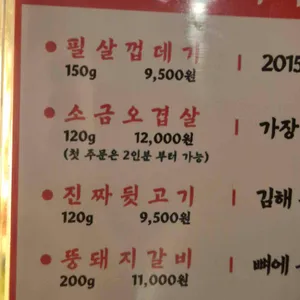 ● 필살껍데기 | 2015
150g 9,500원
● 소금오겹살 | 가장
120g 12,000원
(첫 주문은 2인분 부터 가능)
● 진짜뒷고기 | 김해
120g 9,500원
● 뚱돼지갈비 | 뼈에
200g 11,000원